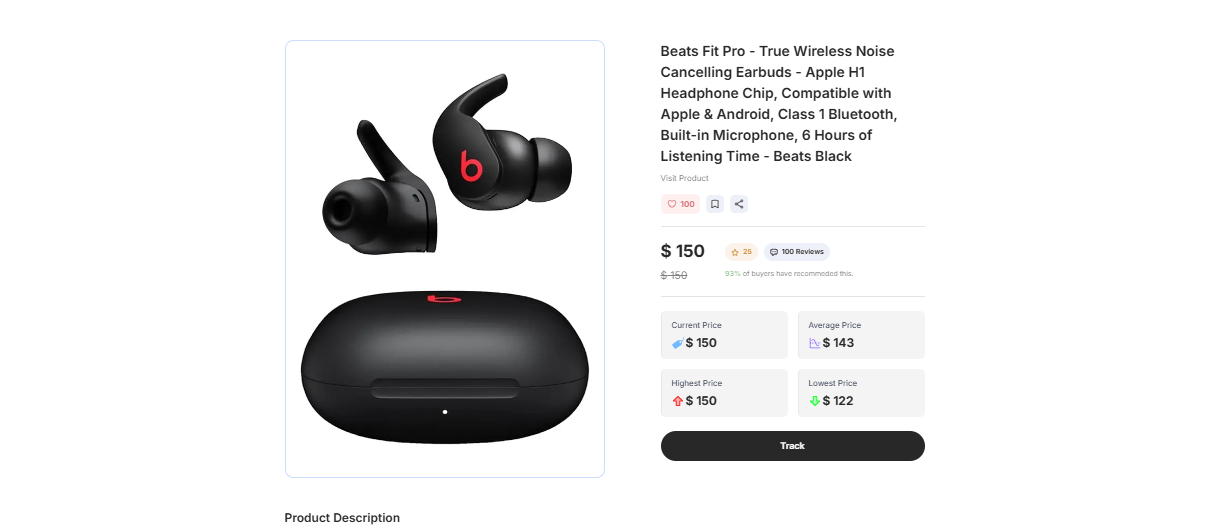 Beats Fit Pro - True Wireless Noise
Cancelling Earbuds - Apple H1
Headphone Chip, Compatible with
Apple & Android, Class 1 Bluetooth,
Built-in Microphone, 6 Hours of
Listening Time - Beats Black
Visit Product
100
$ 150
25
100 Reviews
$ 150
93% of buyers have recommeded this.
Current Price
$ 150
Average Price
$ 143
Highest Price
$ 150
Lowest Price
$ 122
Track
Product Description